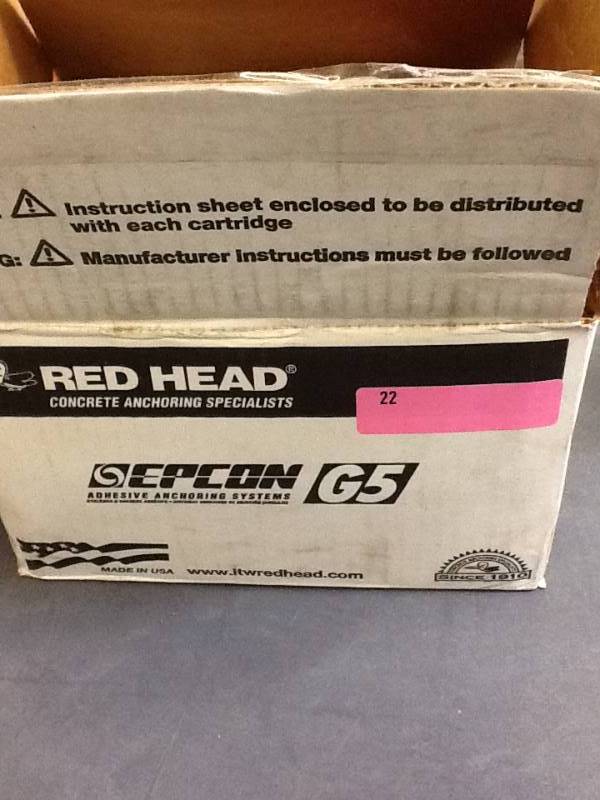 Instruction sheet enclosed to be distributed
with each cartridge
G: Manufacturer instructions must be followed
RED HEAD®
CONCRETE ANCHORING SPECIALISTS
22
EPCON G5
ADHESIVE ANCHORING SYSTEMS
MADE IN USA www.itwredhead.com
SINCE 1910